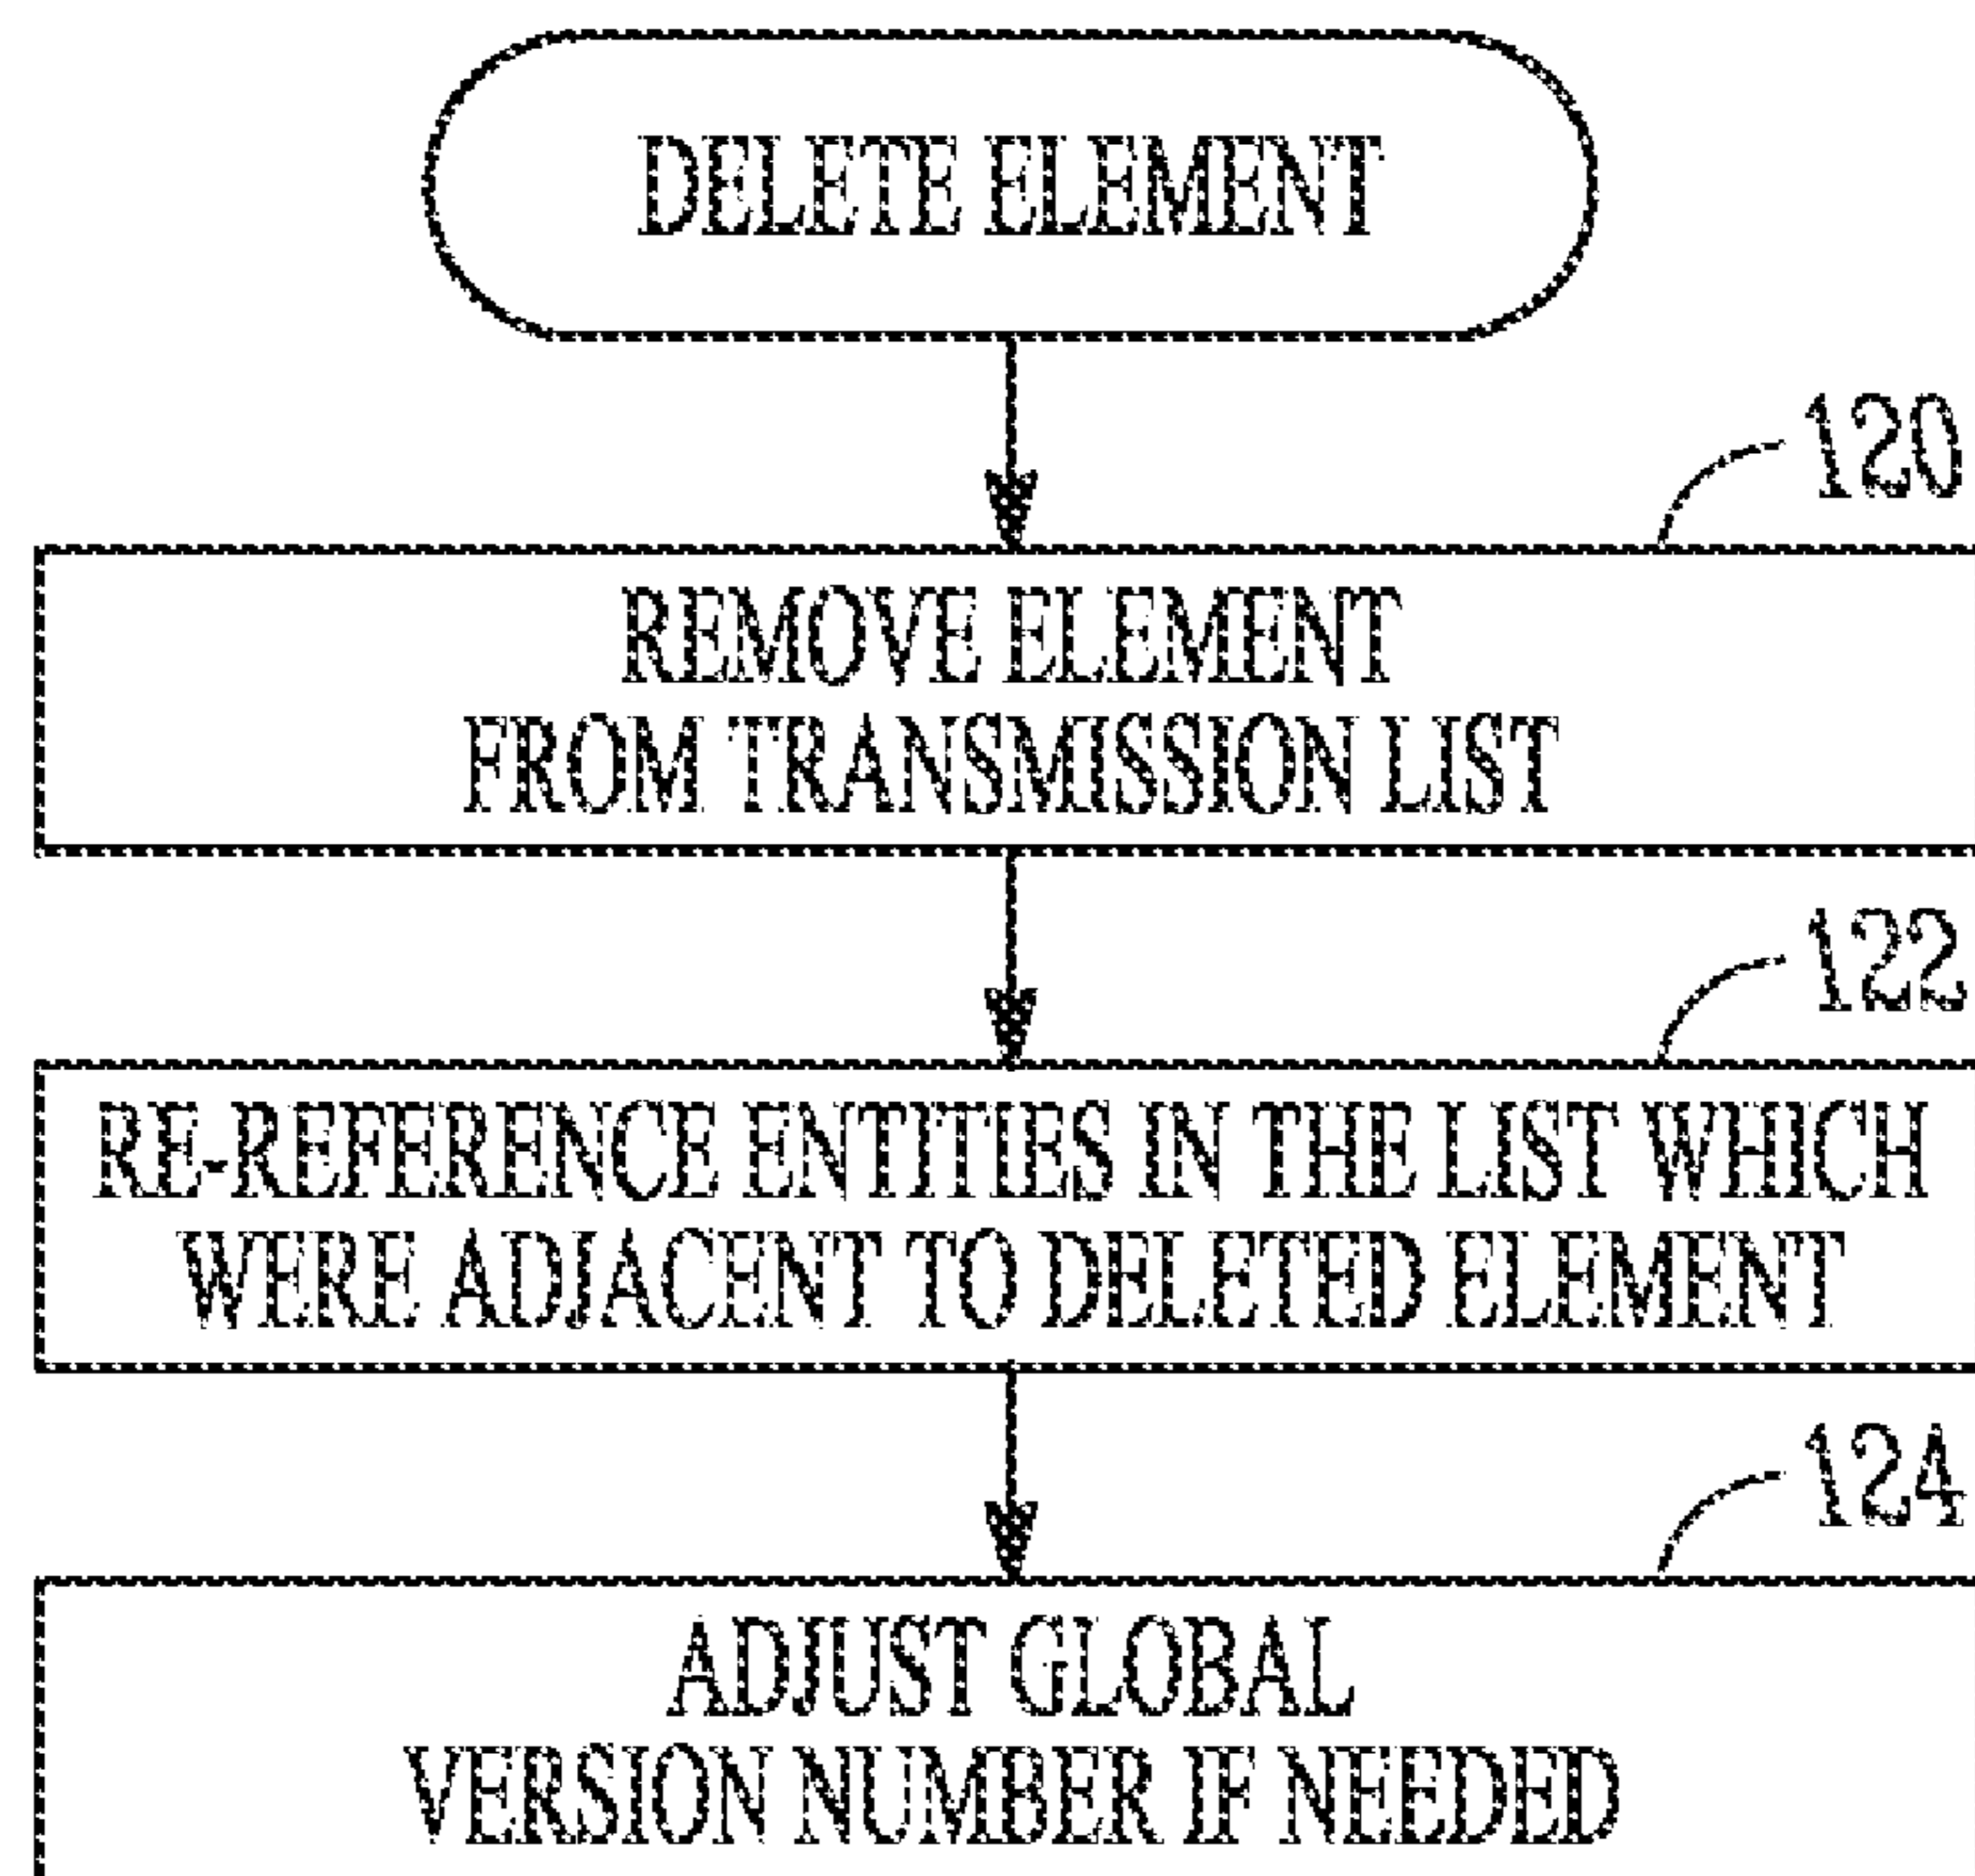 DELETE ELEMENT
120
REMOVE ELEMENT
FROM TRANSMISSION LIST
122
RE-REFERENCE ENTITIES IN THE LIST WHICH
WERE ADJACENT TO DELETED ELEMENT
124
ADJUST GLOBAL
VERSION NUMBER IF NEEDED